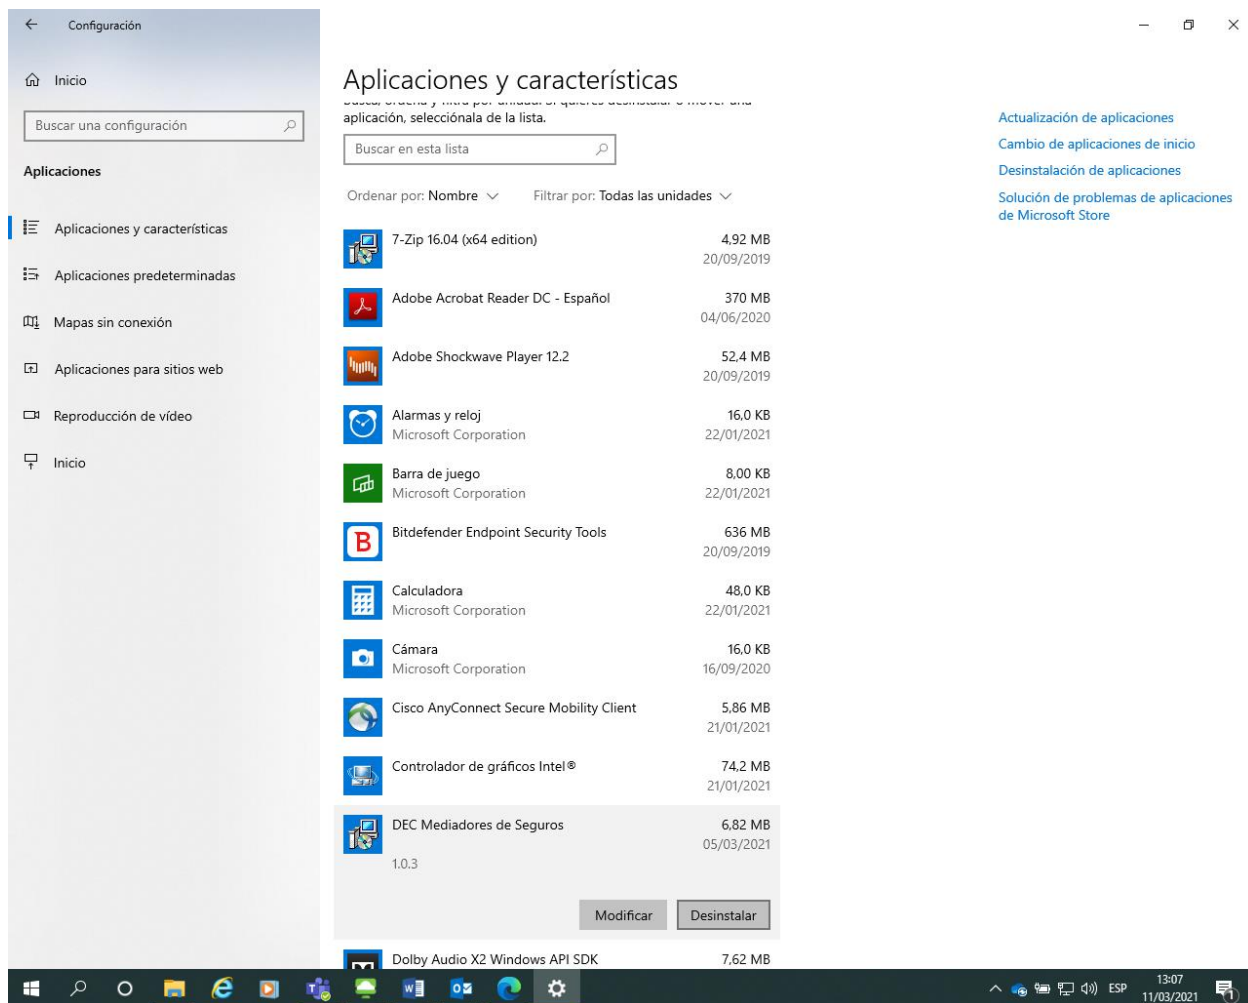 Configuración
Inicio
Buscar una configuración
Aplicaciones
Aplicaciones y características
Aplicaciones predeterminadas
Mapas sin conexión
Aplicaciones para sitios web
Reproducción de vídeo
Inicio
Aplicaciones y características
Busca, ordena y filtra por unidad. Si quieres desinstalar o mover una
aplicación, selecciónala de la lista.
Buscar en esta lista
Ordenar por: Nombre Filtrar por: Todas las unidades
7-Zip 16.04 (x64 edition) 4,92 MB
20/09/2019
Adobe Acrobat Reader DC - Español 370 MB
04/06/2020
Adobe Shockwave Player 12.2 52,4 MB
20/09/2019
Alarmas y reloj 16,0 KB
Microsoft Corporation 22/01/2021
Barra de juego 8,00 KB
Microsoft Corporation 22/01/2021
Bitdefender Endpoint Security Tools 636 MB
20/09/2019
Calculadora 48,0 KB
Microsoft Corporation 22/01/2021
Cámara 16,0 KB
Microsoft Corporation 16/09/2020
Cisco AnyConnect Secure Mobility Client 5,86 MB
21/01/2021
Controlador de gráficos Intel® 74,2 MB
21/01/2021
DEC Mediadores de Seguros 6,82 MB
05/03/2021
1.0.3
Modificar Desinstalar
Dolby Audio X2 Windows API SDK 7,62 MB
Actualización de aplicaciones
Cambio de aplicaciones de inicio
Desinstalación de aplicaciones
Solución de problemas de aplicaciones
de Microsoft Store
ESP
13:07
11/03/2021